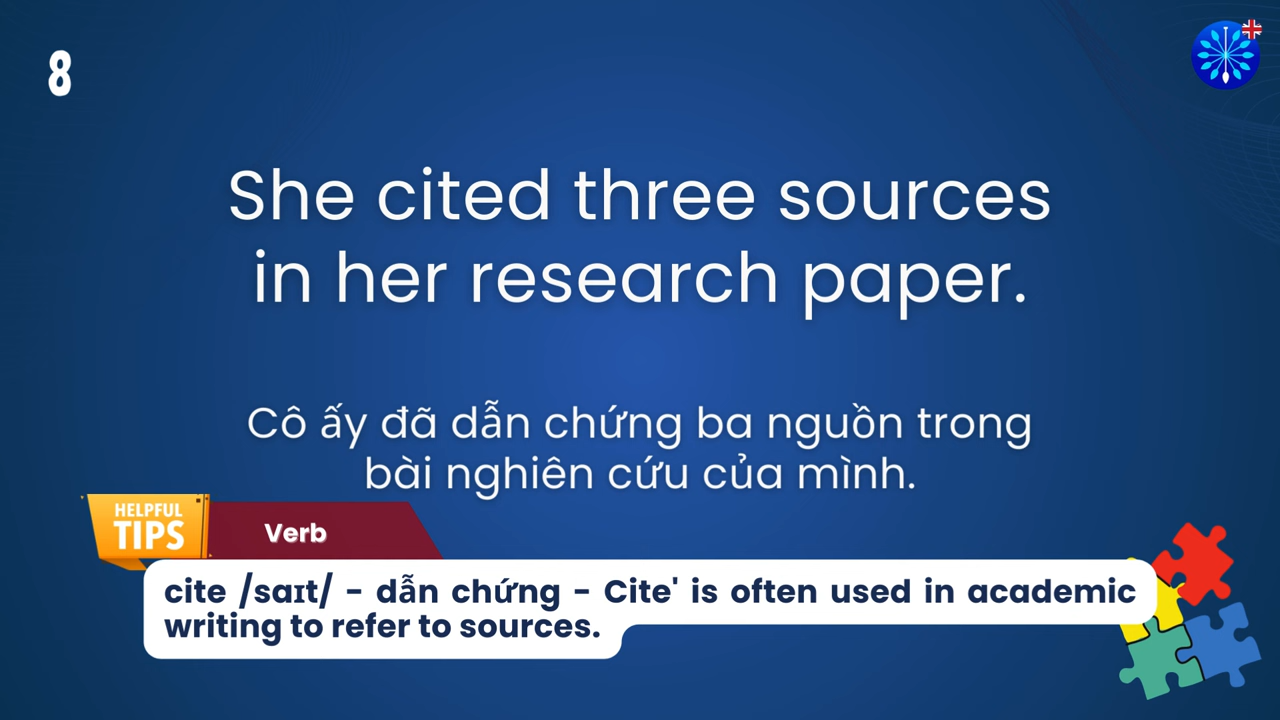 8
She cited three sources
in her research paper.
Cô ấy đã dẫn chứng ba nguồn trong
bài nghiên cứu của mình.
HELPFUL
TIPS
Verb
cite /saɪt/ - dẫn chứng - Cite' is often used in academic
writing to refer to sources.